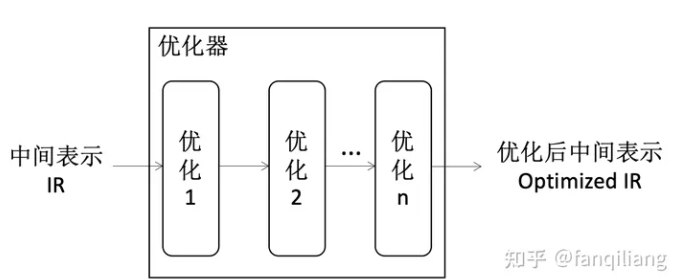 优化器
中间表示
IR
优
化
1
优
化
2
...
优
化
n
优化后中间表示
Optimized IR
知乎 @fanqiliang